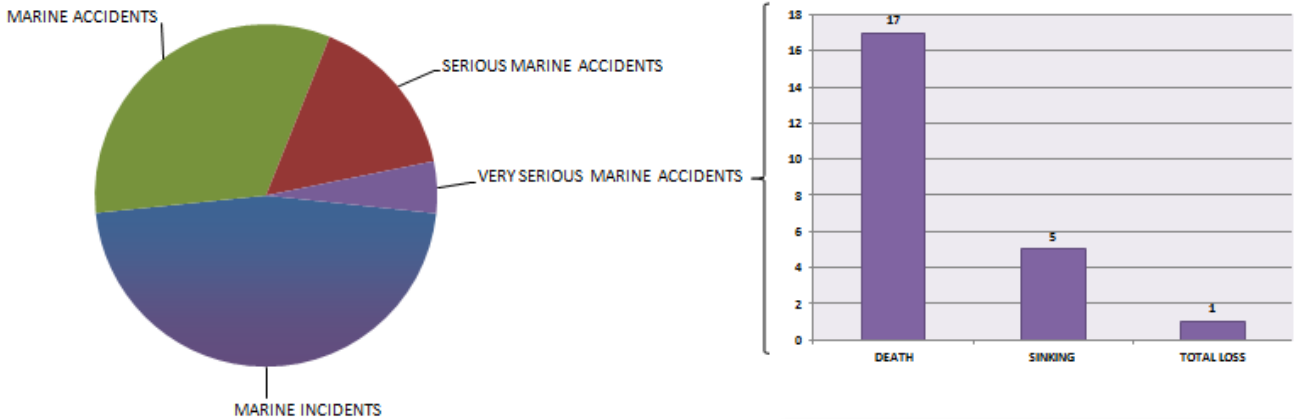 MARINE ACCIDENTS
SERIOUS MARINE ACCIDENTS
VERY SERIOUS MARINE ACCIDENTS
MARINE INCIDENTS
18
16
14
12
10
8
6
4
2
0
17
5
1
DEATH
SINKING
TOTAL LOSS